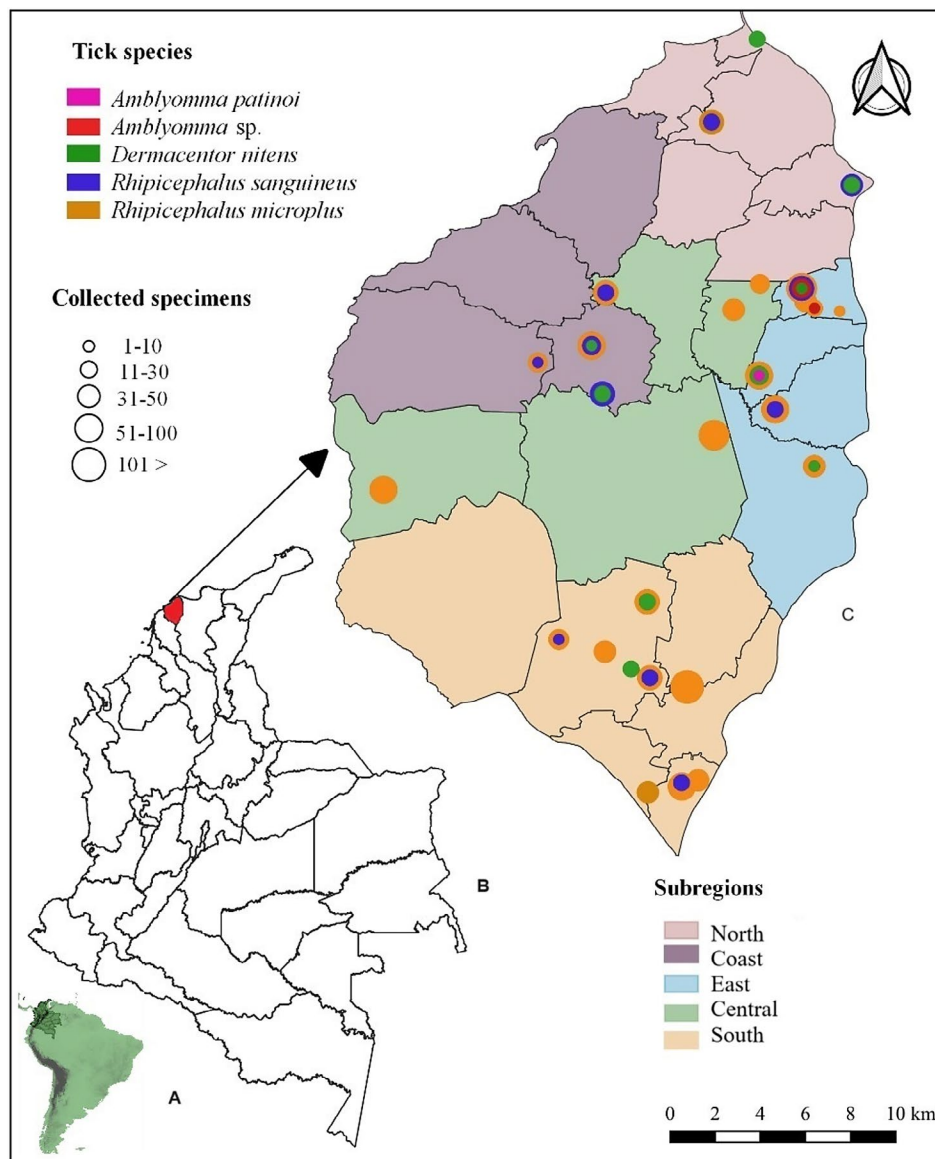 Tick species
Amblyomma patinoi
Amblyomma sp.
Dermacentor nitens
Rhipicephalus sanguineus
Rhipicephalus microplus
Collected specimens
1-10
11-30
31-50
51-100
101 >
C
B
A
Subregions
North
Coast
East
Central
South
0 2 4 6 8 10 km